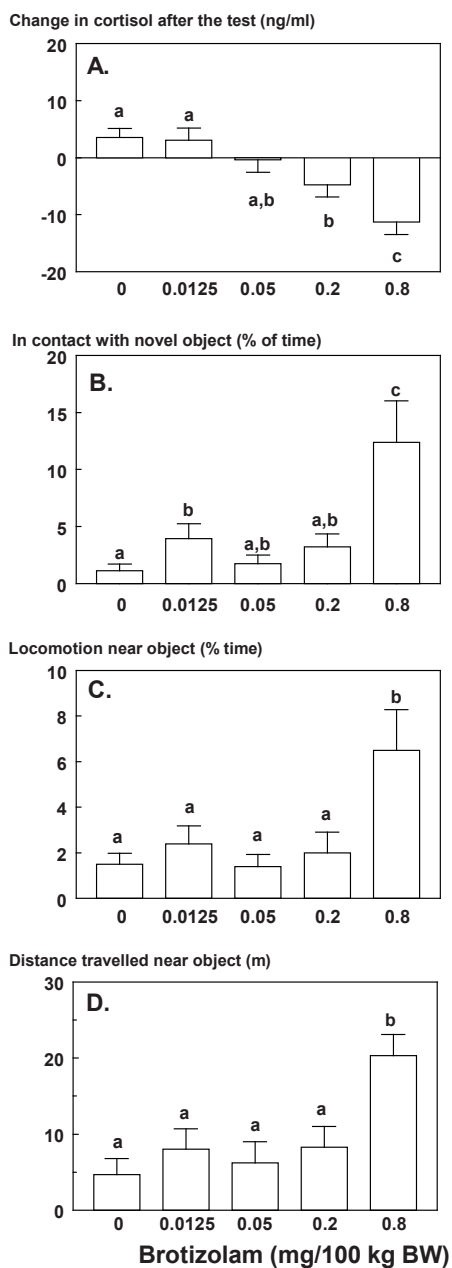 Change in cortisol after the test (ng/ml)
20
A.
a a
10
0
a,b
b
-10
c
-20
0 0.0125 0.05 0.2 0.8
In contact with novel object (% of time)
20
B.
c
15
10
b
a,b
a,b
5
a
0
0 0.0125 0.05 0.2 0.8
Locomotion near object (% time)
10
C.
b
8
6
4
a a a a
2
0
0 0.0125 0.05 0.2 0.8
Distance travelled near object (m)
30
D.
b
20
a a a a
10
0
0 0.0125 0.05 0.2 0.8
Brotizolam (mg/100 kg BW)